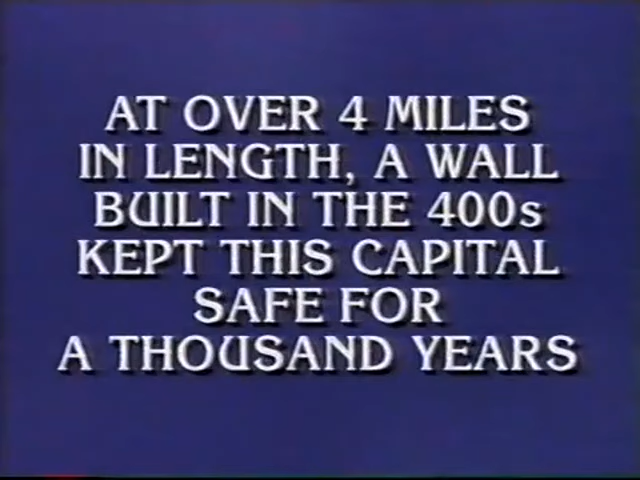 AT OVER 4 MILES
IN LENGTH, A WALL
BUILT IN THE 400s
KEPT THIS CAPITAL
SAFE FOR
A THOUSAND YEARS